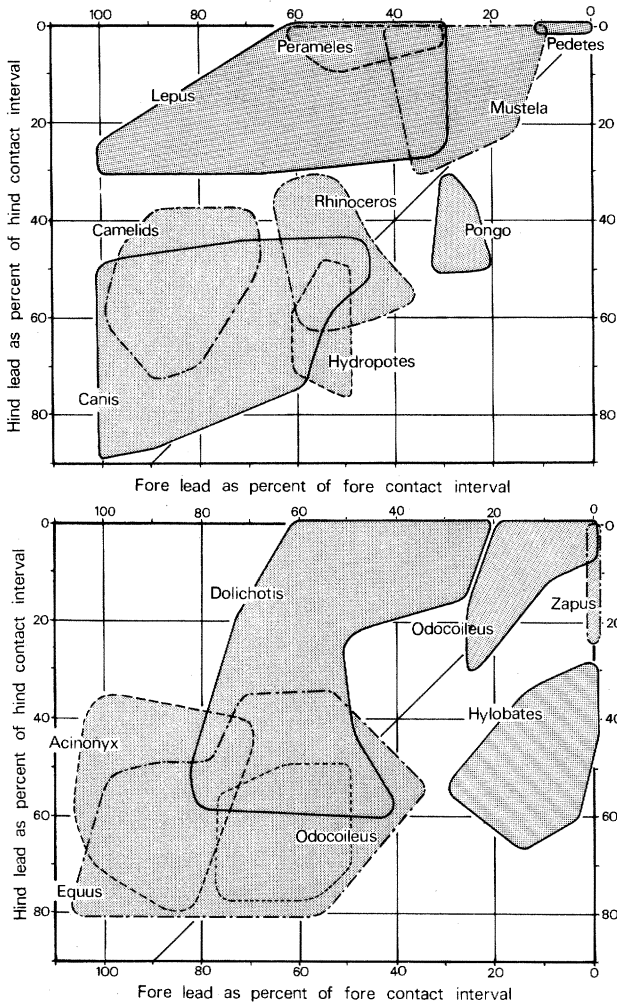 100 60 40 20 0
0 0
Perameles
Pedetes
Lepus
Mustela
20 20
Rhinoceros
40 40
Camelids
Pongo
60 60
Hydropotes
Canis
80 80
Hind lead as percent of hind contact interval
Fore lead as percent of fore contact interval
100 80 60 40 20 0
0 0
Dolichotis
Zapus
20 20
Odocoileus
Hylobates
40 40
Acinonyx
60 60
Odocoileus
Equus
80 80
Hind lead as percent of hind contact interval
100 80 60 40 20 0
Fore lead as percent of fore contact interval